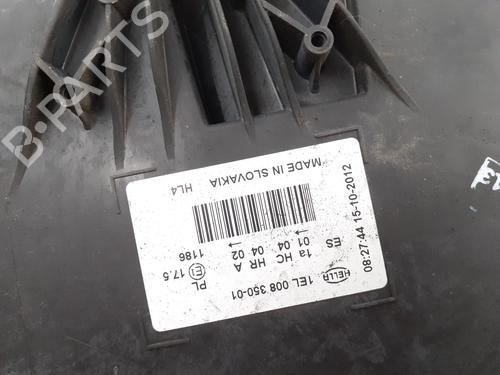 B-PARTS
08:27:44 15-10-2012
HELLA 1EL 008 350-01
ES 1a HC HR A PL
01 04 04 02 E1 17.5
1186
MADE IN SLOVAKIA HL4